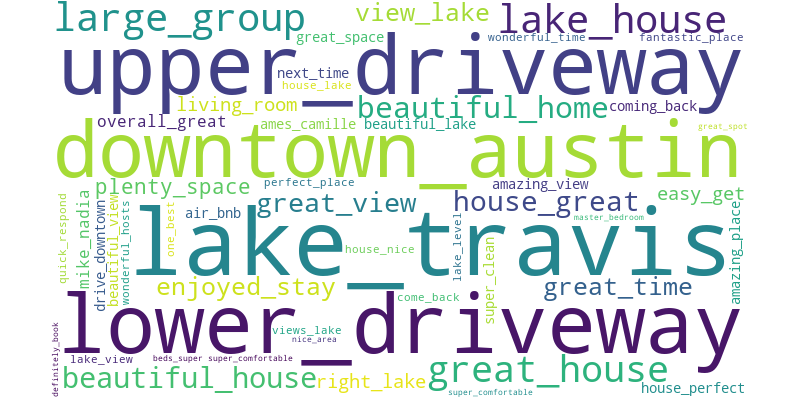 large_group
view_lake
lake_house
great_space
wonderful_time
fantastic_place
upper_driveway
next_time
house_lake
living_room
beautiful_home
coming_back
overall_great
ames_camille
beautiful_lake
great_spot
downtown_austin
plenty_space
perfect_place
amazing_view
easy_get
quick_respond
mike_nadia
drive_downtown
beautiful_view
wonderful_hosts
one_best
air_bnb
great_view
house_great
master_bedroom
amazing_place
lake_travis
house_nice
lake_level
super_clean
enjoyed_stay
come_back
great_time
lower_driveway
views_lake
nice_area
definitely_book
lake_view
beds_super
super_comfortable
beautiful_house
right_lake
great_house
super_comfortable
house_perfect